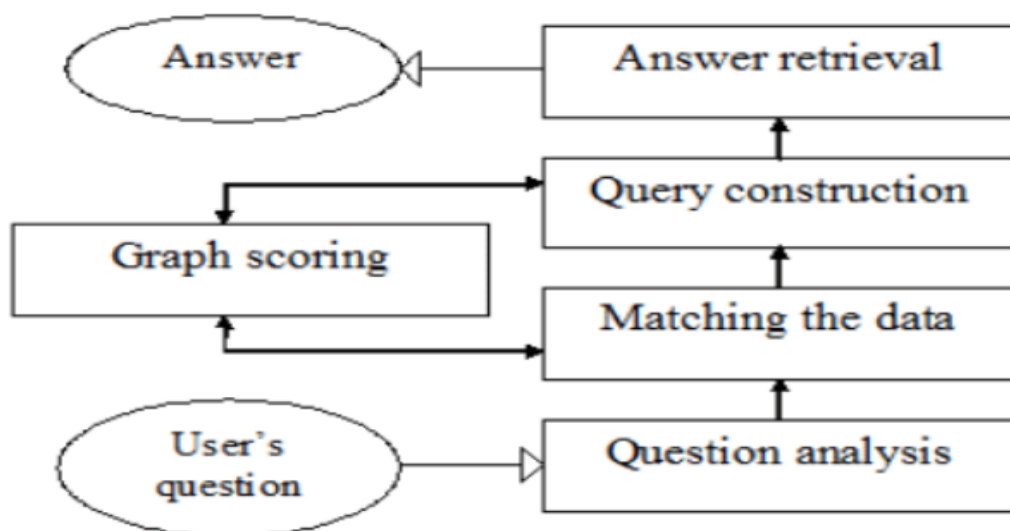 Answer
Answer retrieval
Query construction
Graph scoring
Matching the data
User's
question
Question analysis